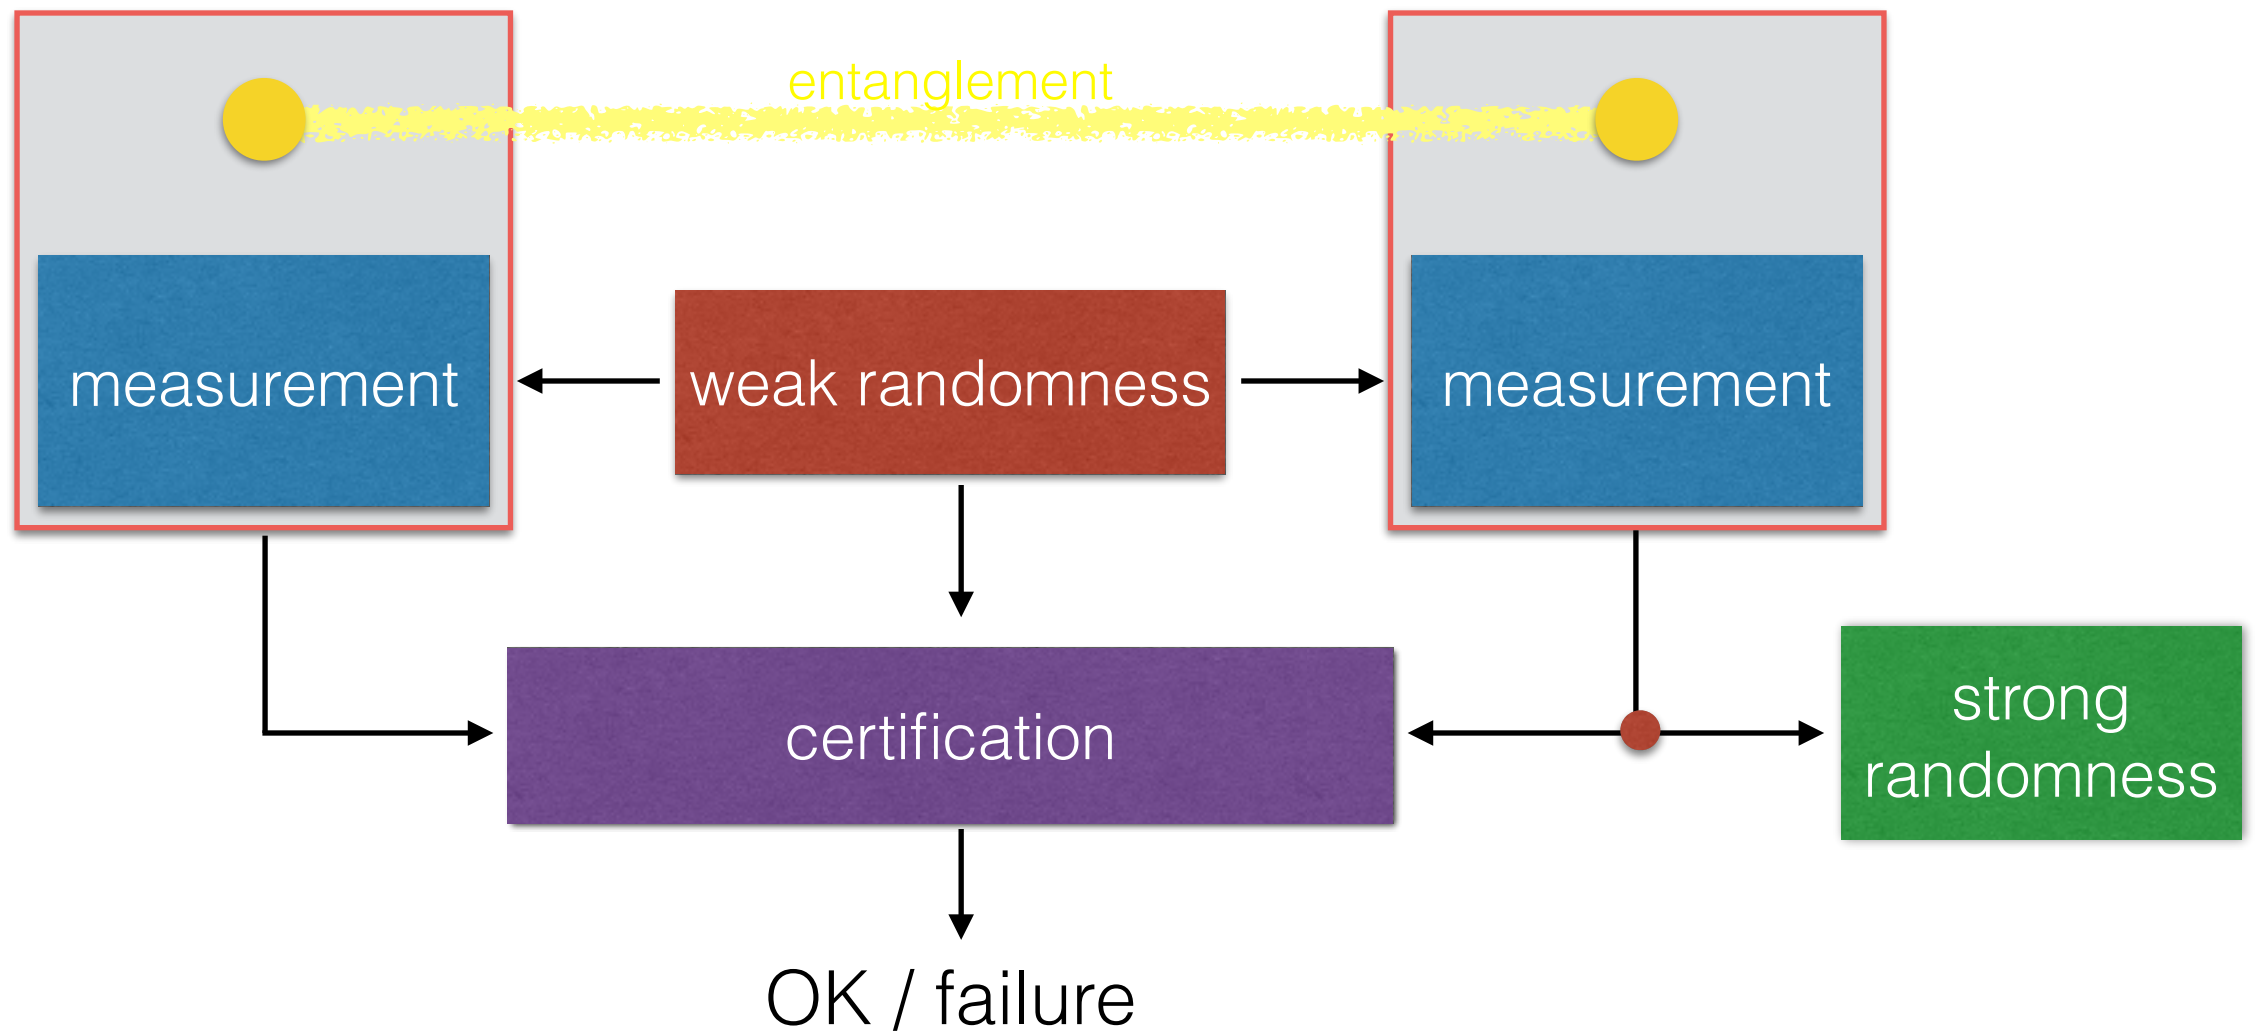 entanglement
measurement
weak randomness
measurement
certification
strong
randomness
OK / failure